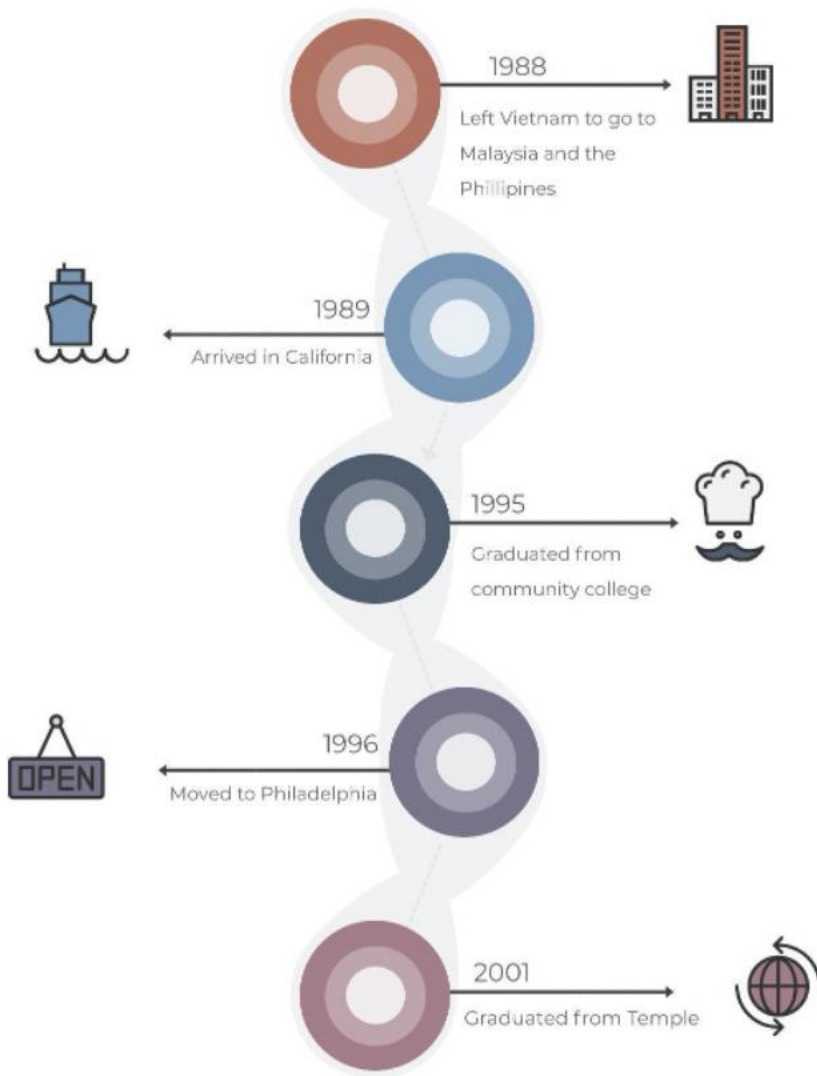 1988
Left Vietnam to go to
Malaysia and the
Phillipines
1989
Arrived in California
1995
Graduated from
community college
1996
OPEN
Moved to Philadelphia
2001
Graduated from Temple